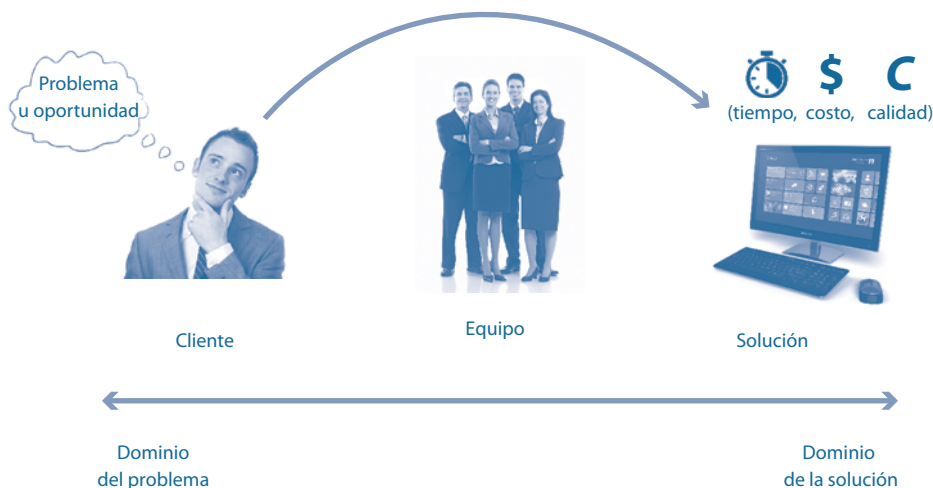 Problema
u oportunidad
$ C
(tiempo, costo, calidad)
Cliente
Equipo
Solución
Dominio
del problema
Dominio
de la solución